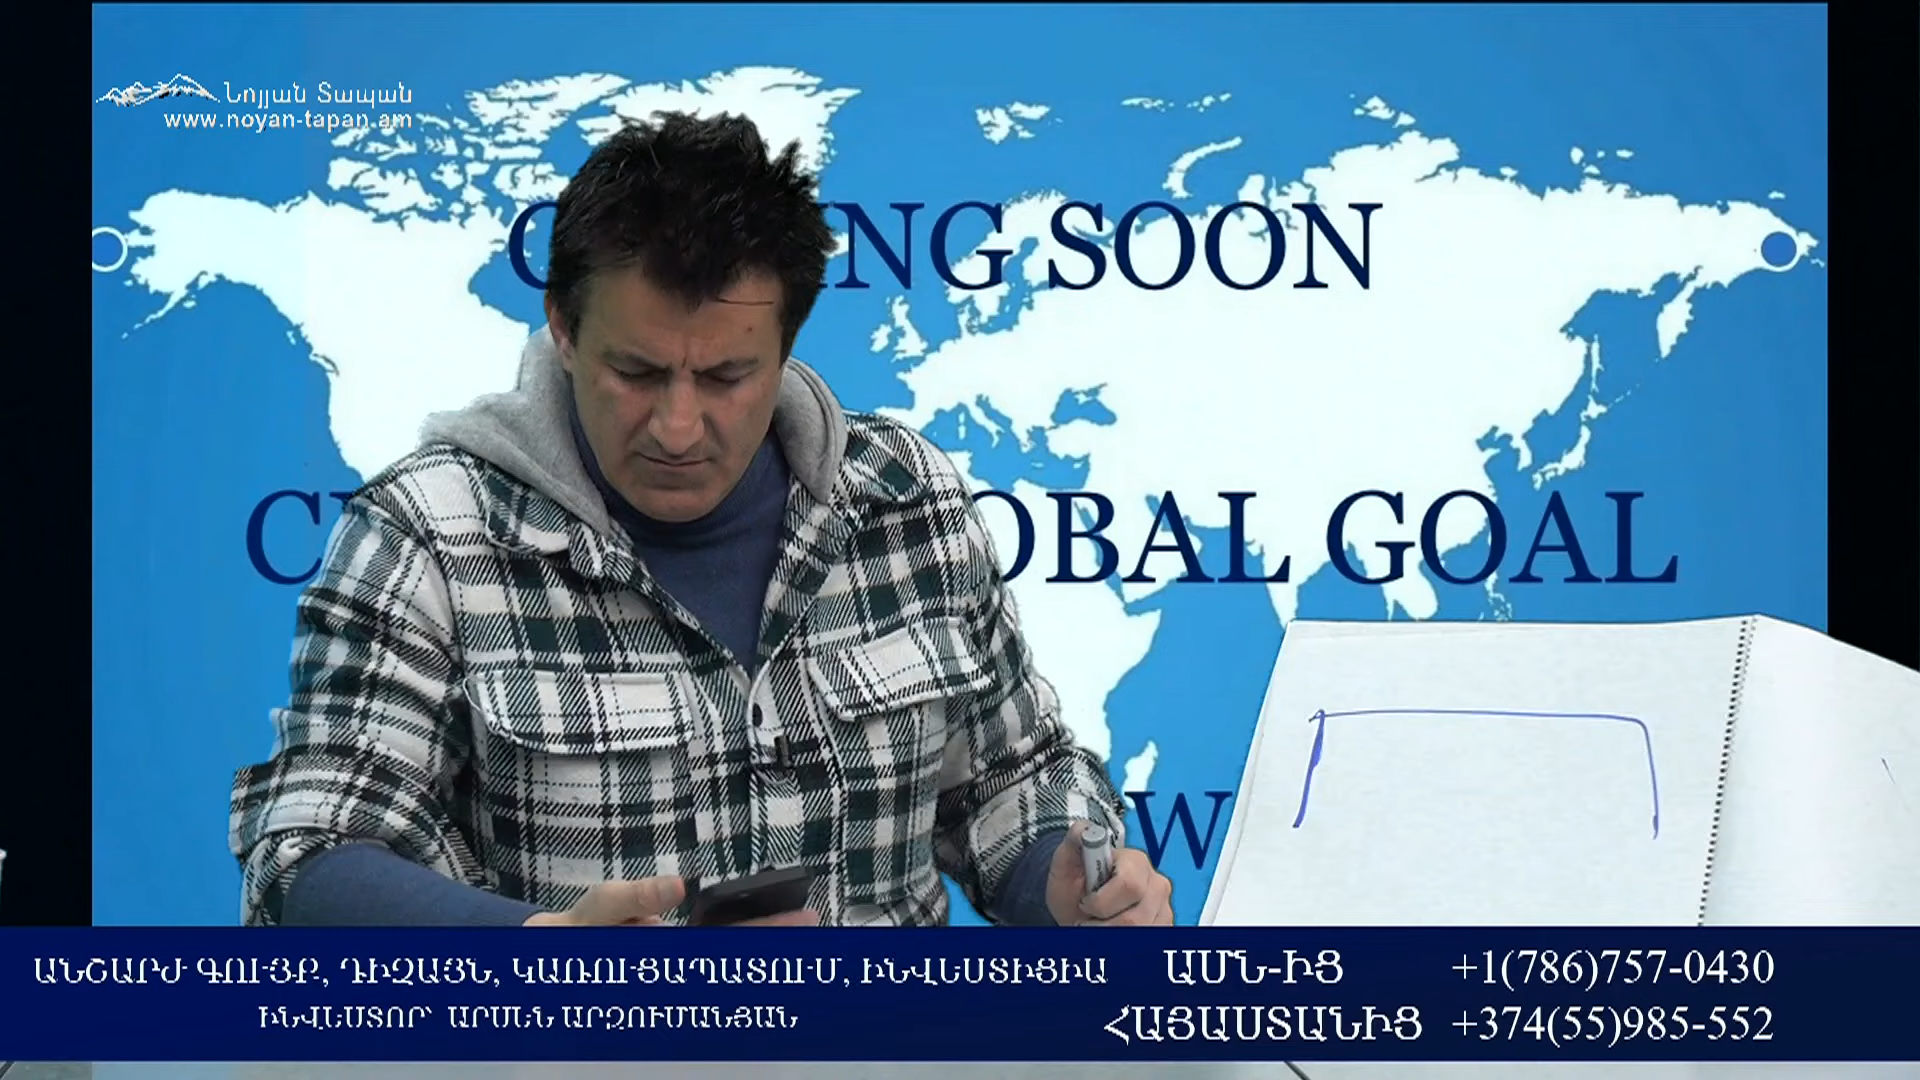 Նոյյան Տապան
www.noyan-tapan.am
NG SOON
OBAL GOAL
W
ԱՆՇԱՐԺ ԳՈՒՅՔ, ԴԻԶԱՅՆ, ԿԱՌՈՒՑԱՊԱՏՈՒՄ, ԻՆՎԵՍՏԻՑԻԱ
ԻՆՎԵՍՏՈՐ՝ ԱՐՍԵՆ ԱՐԶՈՒՄԱՆՅԱՆ
ԱՄՆ-ԻՑ +1(786)757-0430
ՀԱՅԱՍՏԱՆԻՑ +374(55)985-552